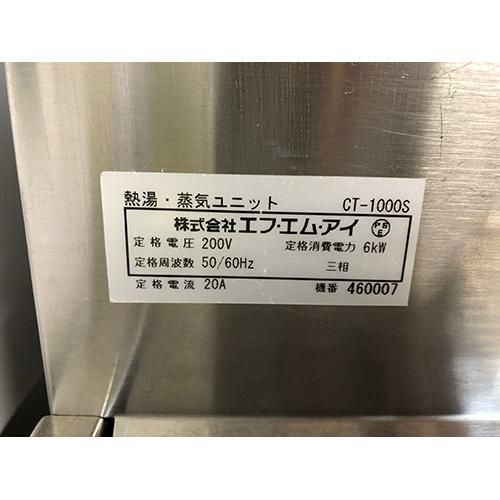 熱湯・蒸気ユニット CT-1000S
株式会社エフ・エム・アイ PS E
定格電圧 200V 定格消費電力 6kW
定格周波数 50/60Hz 三相
定格電流 20A 機番 460007